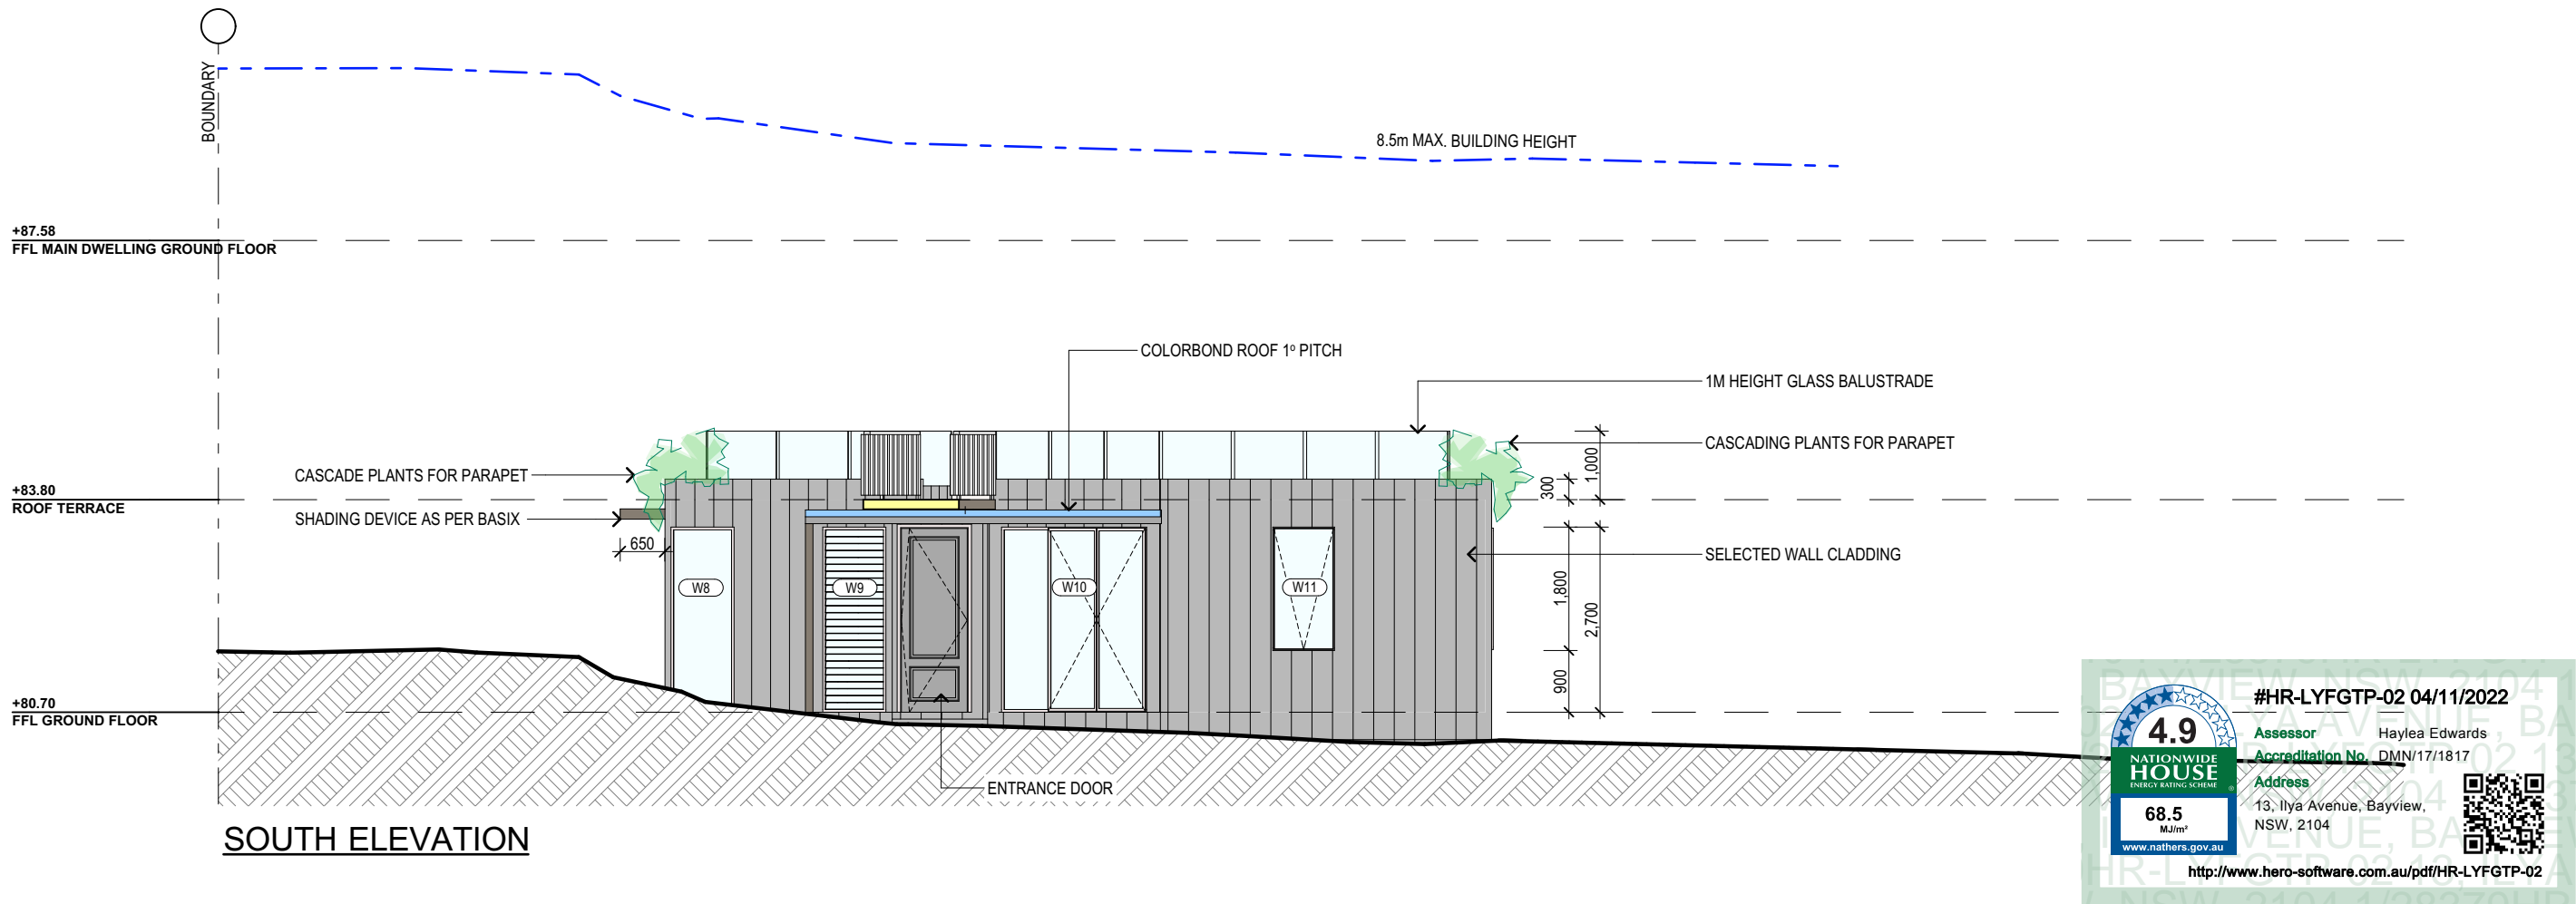 BOUNDARY
8.5m MAX. BUILDING HEIGHT
+87.58
FFL MAIN DWELLING GROUND FLOOR
COLORBOND ROOF 1º PITCH
1M HEIGHT GLASS BALUSTRADE
CASCADING PLANTS FOR PARAPET
CASCADE PLANTS FOR PARAPET
+83.80
ROOF TERRACE
SHADING DEVICE AS PER BASIX
650
300
1,000
SELECTED WALL CLADDING
W8
W9
W10
W11
1,800
2,700
900
+80.70
FFL GROUND FLOOR
ENTRANCE DOOR
SOUTH ELEVATION
#HR-LYFGTP-02 04/11/2022
4.9
NATIONWIDE
HOUSE
ENERGY RATING SCHEME
68.5
MJ/m²
www.nathers.gov.au
Assessor Haylea Edwards
Accreditation No. DMN/17/1817
Address
13, Ilya Avenue, Bayview,
NSW, 2104
http://www.hero-software.com.au/pdf/HR-LYFGTP-02